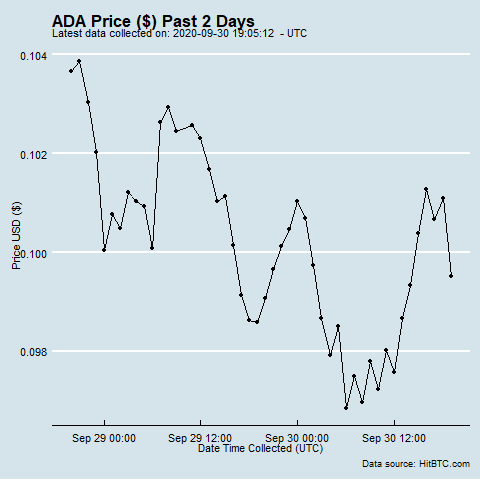 ADA Price ($) Past 2 Days
Latest data collected on: 2020-09-30 19:05:12 - UTC
0.104
0.102
0.100
0.098
Price USD ($)
Sep 29 00:00 Sep 29 12:00 Sep 30 00:00 Sep 30 12:00
Date Time Collected (UTC)
Data source: HitBTC.com